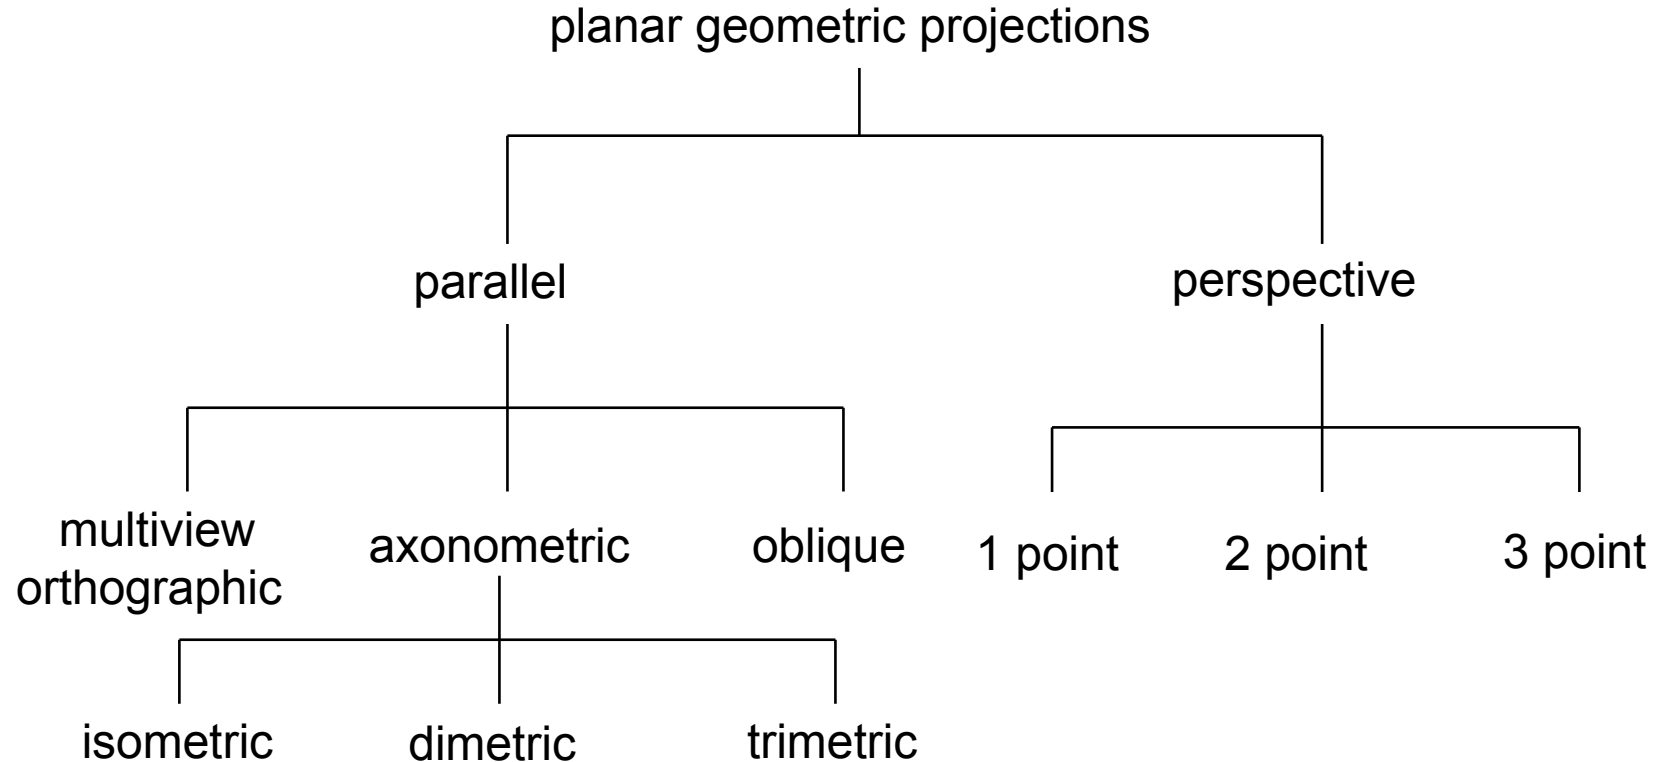 planar geometric projections
parallel
perspective
multiview
orthographic
axonometric
oblique
1 point
2 point
3 point
isometric
dimetric
trimetric